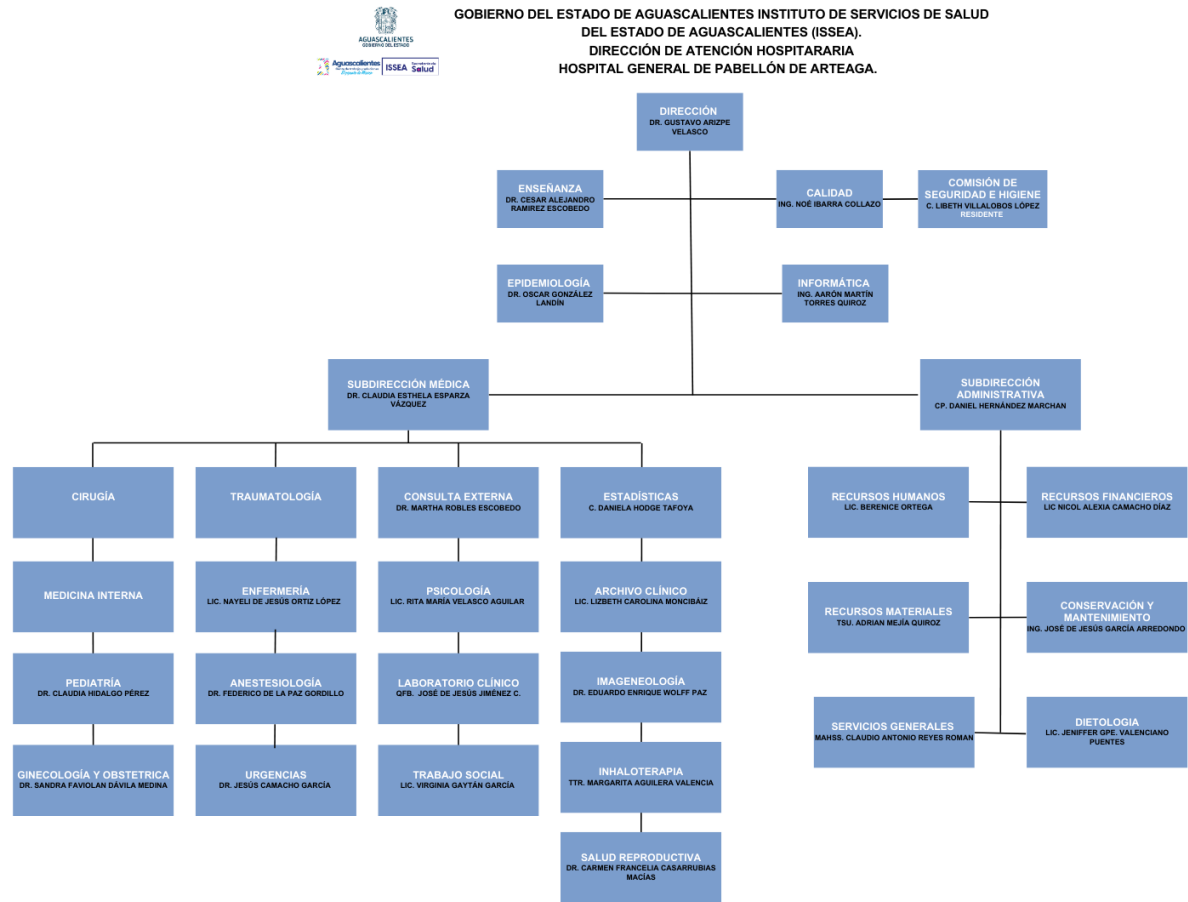 AGUASCALIENTES
GOBIERNO DEL ESTADO
Aguascalientes
ISSEA
Salud
GOBIERNO DEL ESTADO DE AGUASCALIENTES INSTITUTO DE SERVICIOS DE SALUD
DEL ESTADO DE AGUASCALIENTES (ISSEA).
DIRECCIÓN DE ATENCIÓN HOSPITARARIA
HOSPITAL GENERAL DE PABELLÓN DE ARTEAGA.
DIRECCIÓN
DR. GUSTAVO ARIZPE
VELASCO
ENSEÑANZA
DR. CESAR ALEJANDRO
RAMIREZ ESCOBEDO
CALIDAD
ING. NOÉ IBARRA COLLAZO
COMISIÓN DE
SEGURIDAD E HIGIENE
C. LIBETH VILLALOBOS LÓPEZ
RESIDENTE
EPIDEMIOLOGÍA
DR. OSCAR GONZÁLEZ
LANDÍN
INFORMÁTICA
ING. AARÓN MARTÍN
TORRES QUIROZ
SUBDIRECCIÓN MÉDICA
DR. CLAUDIA ESTHELA ESPARZA
VÁZQUEZ
SUBDIRECCIÓN
ADMINISTRATIVA
CP. DANIEL HERNÁNDEZ MARCHAN
CIRUGÍA
TRAUMATOLOGÍA
CONSULTA EXTERNA
DR. MARTHA ROBLES ESCOBEDO
ESTADÍSTICAS
C. DANIELA HODGE TAFOYA
RECURSOS HUMANOS
LIC. BERENICE ORTEGA
RECURSOS FINANCIEROS
LIC NICOL ALEXIA CAMACHO DÍAZ
MEDICINA INTERNA
ENFERMERÍA
LIC. NAYELI DE JESÚS ORTIZ LÓPEZ
PSICOLOGÍA
LIC. RITA MARÍA VELASCO AGUILAR
ARCHIVO CLÍNICO
LIC. LIZBETH CAROLINA MONCIBÁIZ
RECURSOS MATERIALES
TSU. ADRIAN MEJÍA QUIROZ
CONSERVACIÓN Y
MANTENIMIENTO
ING. JOSÉ DE JESÚS GARCÍA ARREDONDO
PEDIATRÍA
DR. CLAUDIA HIDALGO PÉREZ
ANESTESIOLOGÍA
DR. FEDERICO DE LA PAZ GORDILLO
LABORATORIO CLÍNICO
QFB. JOSÉ DE JESÚS JIMÉNEZ C.
IMAGENEOLOGÍA
DR. EDUARDO ENRIQUE WOLFF PAZ
SERVICIOS GENERALES
MAHSS. CLAUDIO ANTONIO REYES ROMAN
DIETOLOGIA
LIC. JENIFFER GPE. VALENCIANO
PUENTES
GINECOLOGÍA Y OBSTETRICA
DR. SANDRA FAVIOLAN DÁVILA MEDINA
URGENCIAS
DR. JESÚS CAMACHO GARCÍA
TRABAJO SOCIAL
LIC. VIRGINIA GAYTÁN GARCÍA
INHALOTERAPIA
TTR. MARGARITA AGUILERA VALENCIA
SALUD REPRODUCTIVA
DR. CARMEN FRANCELIA CASARRUBIAS
MACÍAS